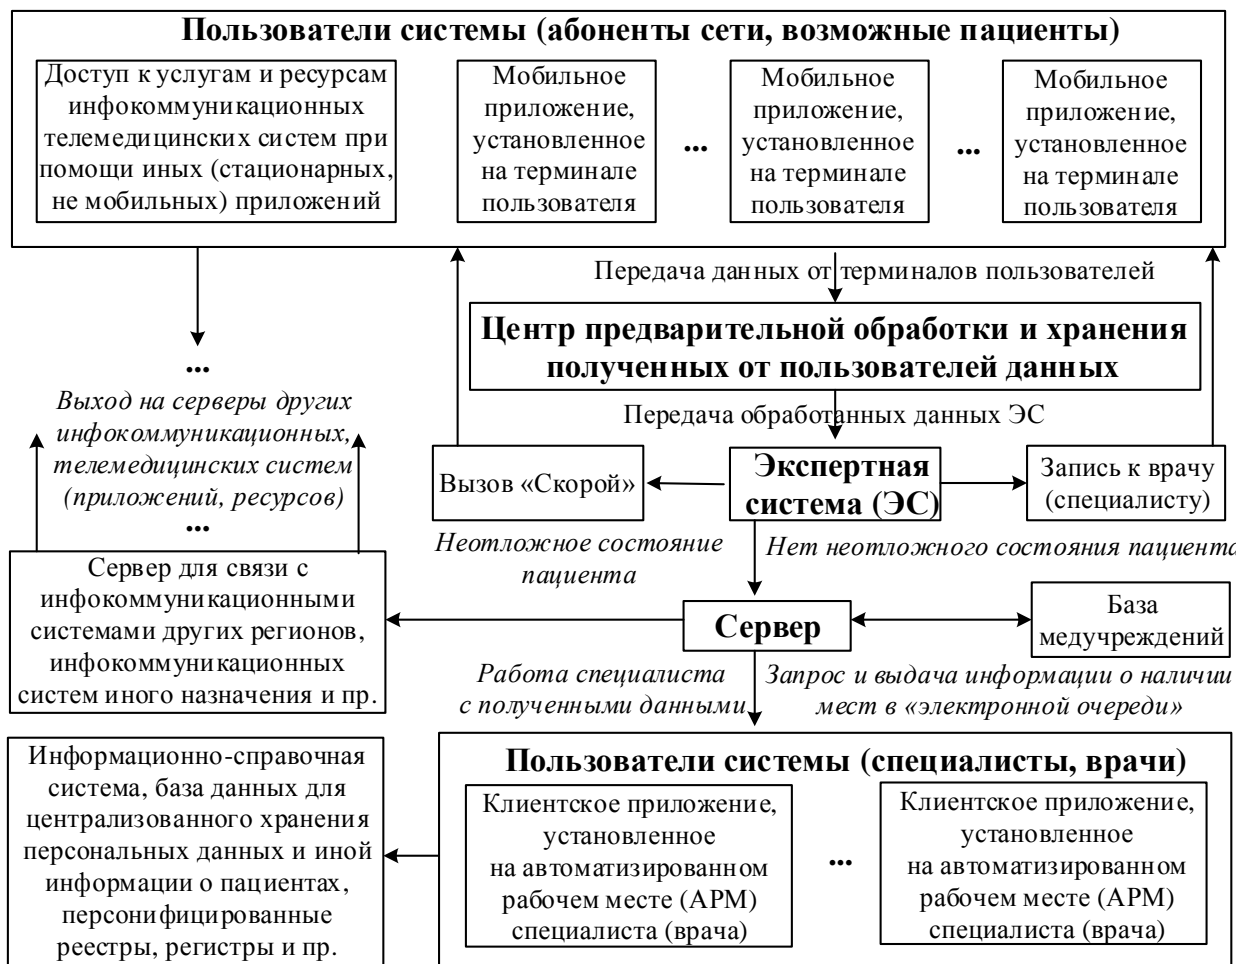 Пользователи системы (абоненты сети, возможные пациенты)
Доступ к услугам и ресурсам
инфокоммуникационных
телемедицинских систем при
помощи иных (стационарных,
не мобильных) приложений
Мобильное
приложение,
установленное
на терминале
пользователя
...
Мобильное
приложение,
установленное
на терминале
пользователя
...
Мобильное
приложение,
установленное
на терминале
пользователя
Передача данных от терминалов пользователей
Центр предварительной обработки и хранения
полученных от пользователей данных
Передача обработанных данных ЭС
...
Выход на серверы других
инфокоммуникационных,
телемедицинских систем
(приложений, ресурсов)
...
Вызов «Скорой»
Экспертная
система (ЭС)
Запись к врачу
(специалисту)
Неотложное состояние
пациента
Нет неотложного состояния пациента
Сервер для связи с
инфокоммуникационными
системами других регионов,
инфокоммуникационных
систем иного назначения и пр.
Сервер
База
медучреждений
Работа специалиста
с полученными данными
Запрос и выдача информации о наличии
мест в «электронной очереди»
Информационно-справочная
система, база данных для
централизованного хранения
персональных данных и иной
информации о пациентах,
персонифицированные
реестры, регистры и пр.
Пользователи системы (специалисты, врачи)
Клиентское приложение,
установленное
на автоматизированном
рабочем месте (АРМ)
специалиста (врача)
...
Клиентское приложение,
установленное
на автоматизированном
рабочем месте (АРМ)
специалиста (врача)